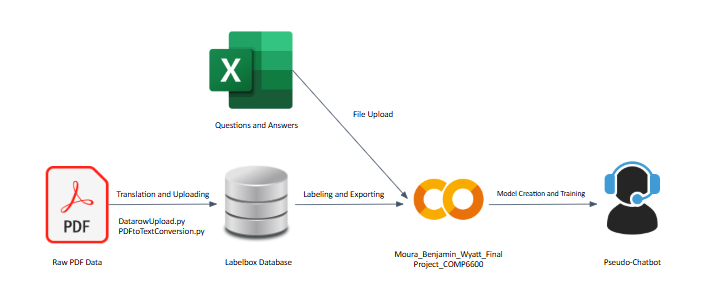 X
Questions and Answers
File Upload
PDF
Translation and Uploading
DatarowUpload.py
PDFtoTextConversion.py
Raw PDF Data
Labelbox Database
Labeling and Exporting
Moura_Benjamin_Wyatt_Final
Project_COMP6600
Model Creation and Training
Pseudo-Chatbot